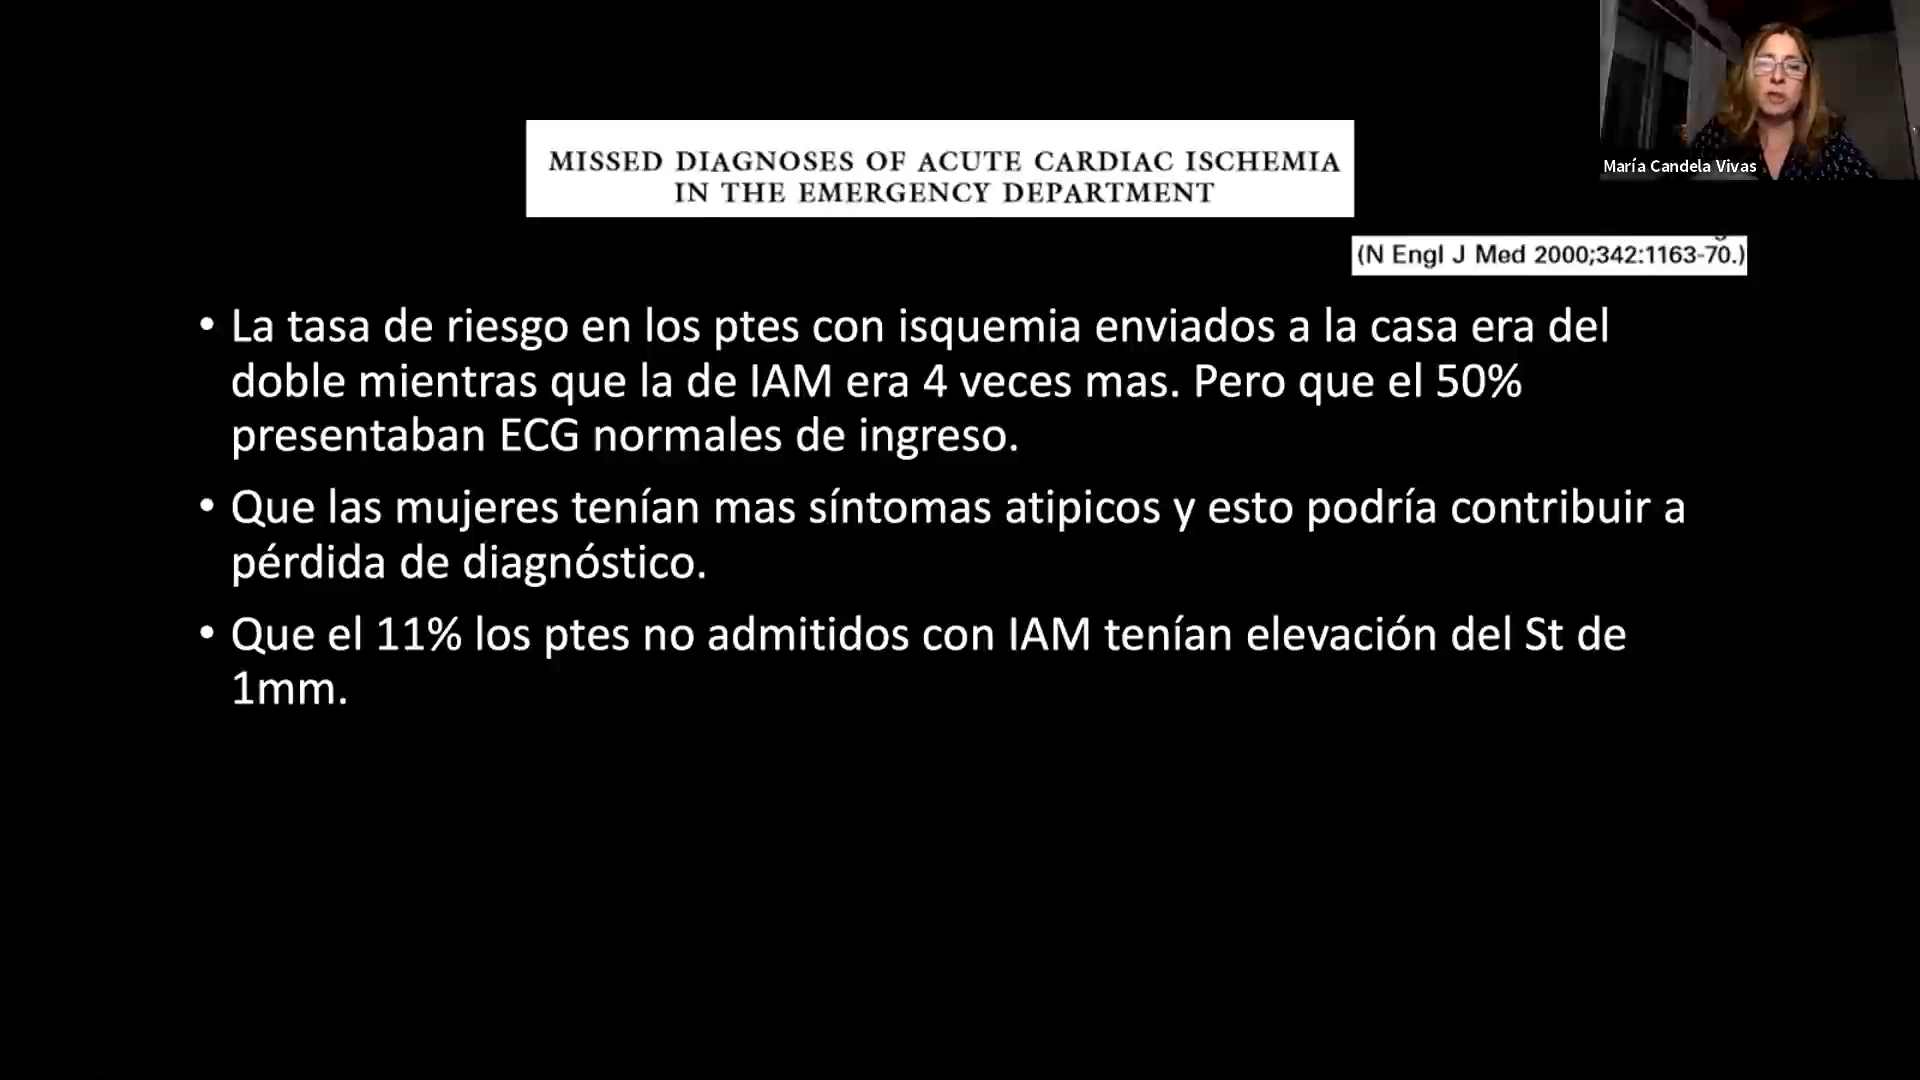 María Candela Vivas
MISSED DIAGNOSES OF ACUTE CARDIAC ISCHEMIA
IN THE EMERGENCY DEPARTMENT
(N Engl J Med 2000;342:1163-70.)
• La tasa de riesgo en los ptes con isquemia enviados a la casa era del
doble mientras que la de IAM era 4 veces mas. Pero que el 50%
presentaban ECG normales de ingreso.
• Que las mujeres tenían mas síntomas atipicos y esto podría contribuir a
pérdida de diagnóstico.
• Que el 11% los ptes no admitidos con IAM tenían elevación del St de
1mm.